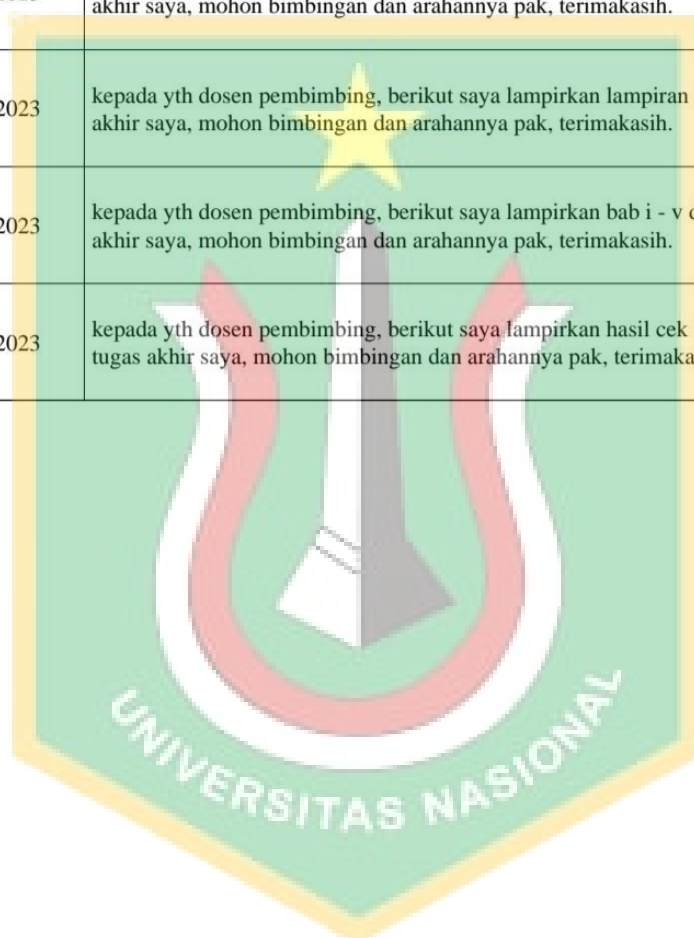 akhir saya, mohon bimbingan dan arahannya pak, terimakasih.
2023
kepada yth dosen pembimbing, berikut saya lampirkan lampiran
akhir saya, mohon bimbingan dan arahannya pak, terimakasih.
2023
kepada yth dosen pembimbing, berikut saya lampirkan bab i - v
akhir saya, mohon bimbingan dan arahannya pak, terimakasih.
2023
kepada yth dosen pembimbing, berikut saya lampirkan hasil cek
tugas akhir saya, mohon bimbingan dan arahannya pak,
UNIVERSITAS NASIONAL